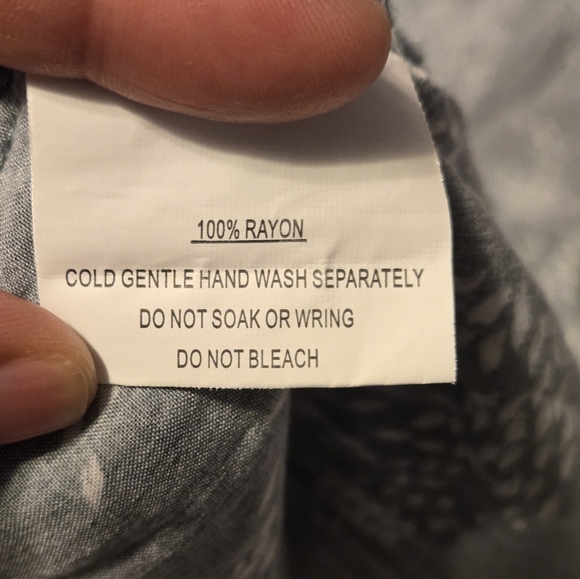 100% RAYON
COLD GENTLE HAND WASH SEPARATELY
DO NOT SOAK OR WRING
DO NOT BLEACH